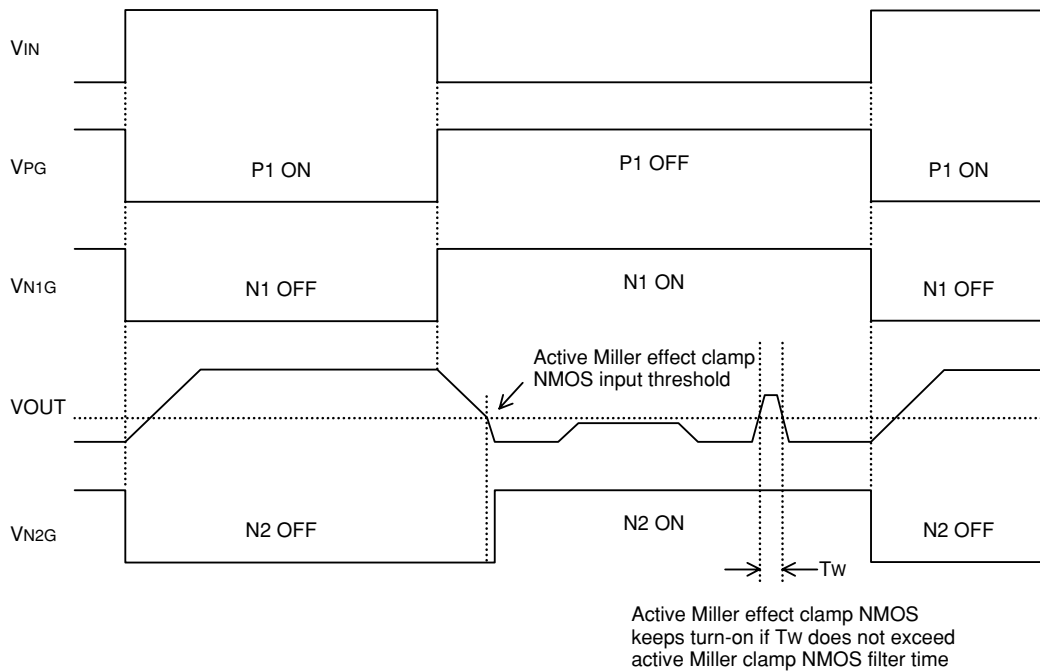 VIN
VPG
P1 ON
P1 OFF
P1 ON
VN1G
N1 OFF
N1 ON
N1 OFF
Active Miller effect clamp
NMOS input threshold
VOUT
VN2G
N2 OFF
N2 ON
N2 OFF
TW
Active Miller effect clamp NMOS
keeps turn-on if TW does not exceed
active Miller clamp NMOS filter time